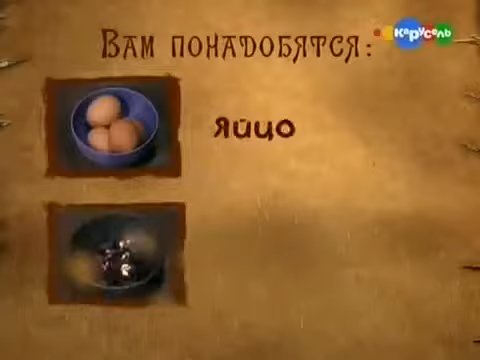 Вам понадобятся:
Карусель
яйцо